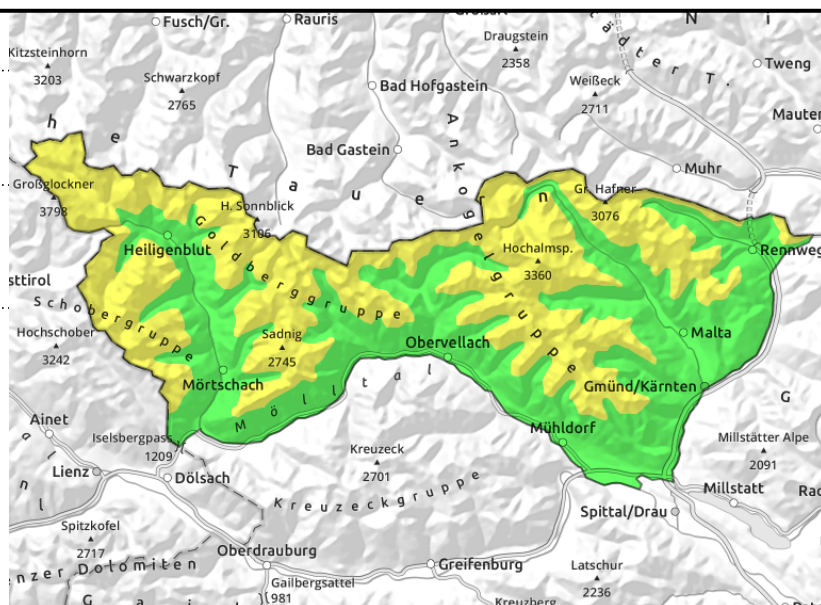 Fusch/Gr.
Rauris
N i
Draugstein
2358
Kitzsteinhorn
3203
Schwarzkopf
2765
Bad Hofgastein
Weißeck
2711
Tweng
Bad Gastein
Muhr
Großglockner
3798
H. Sonnblick
3106
Gr. Hafner
3076
Heiligenblut
Goldberggruppe
Ankogelgruppe
Hochalmsp.
3360
Rennweg
Schobergruppe
Hochschober
3242
Sadnig
2745
Obervellach
Malta
Mörtschach
Gmünd/Kärnten
Mölltal
Mühldorf
Ainet
Iselsbergpass
1209
Kreuzeck
2701
Millstätter Alpe
2091
Lienz
Dölsach
Kreuzeckgruppe
Millstatt
Spittal/Drau
Spitzkofel
2717
Oberdrauburg
Greifenburg
Latschur
2236
enzer Dolomiten
Gailbergsattel
981
Kreuzberg